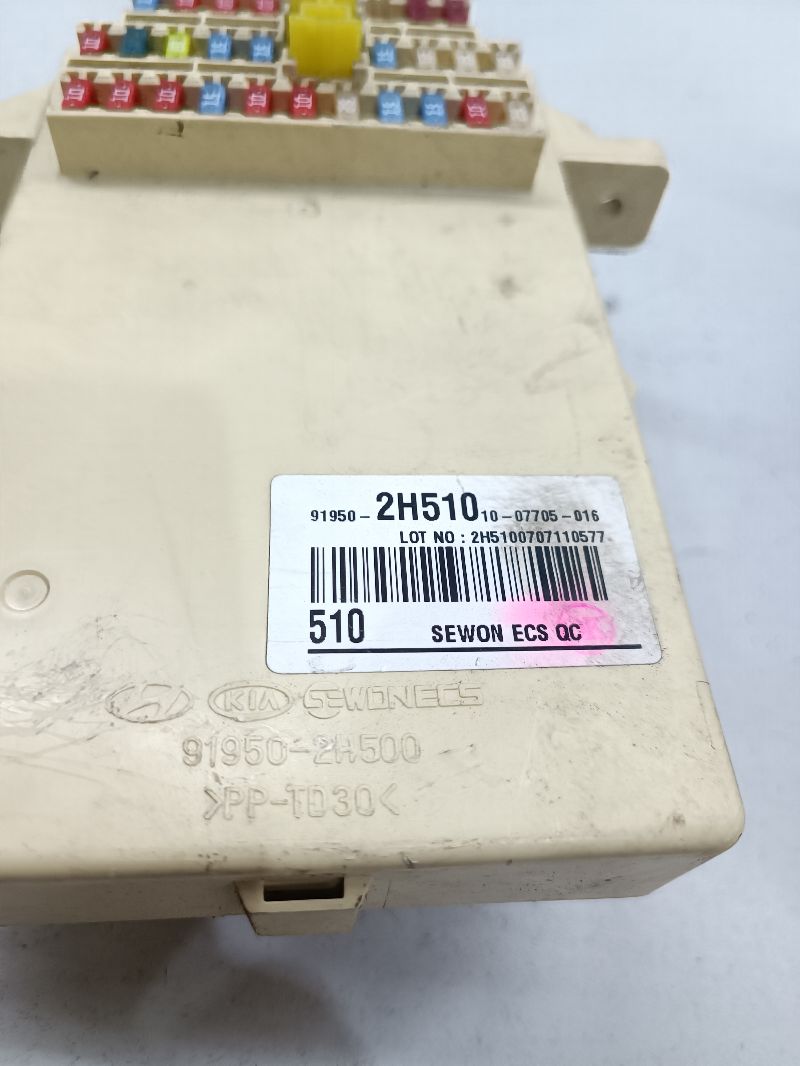 91950-2H510 10-07705-016
LOT NO : 2H5100707110577
510 SEWON ECS QC
KIA SEWONECS
91950-2H500
>PP-TD30<